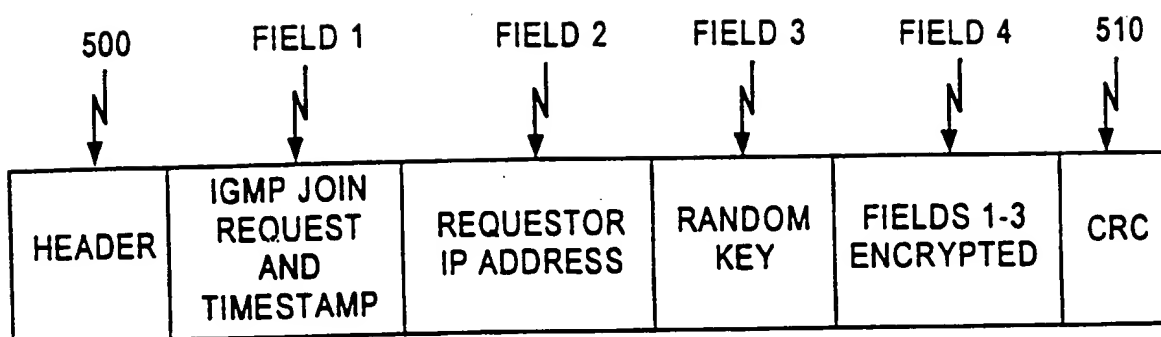 500 FIELD 1 FIELD 2 FIELD 3 FIELD 4 510
HEADER
IGMP JOIN
REQUEST
AND
TIMESTAMP
REQUESTOR
IP ADDRESS
RANDOM
KEY
FIELDS 1-3
ENCRYPTED
CRC